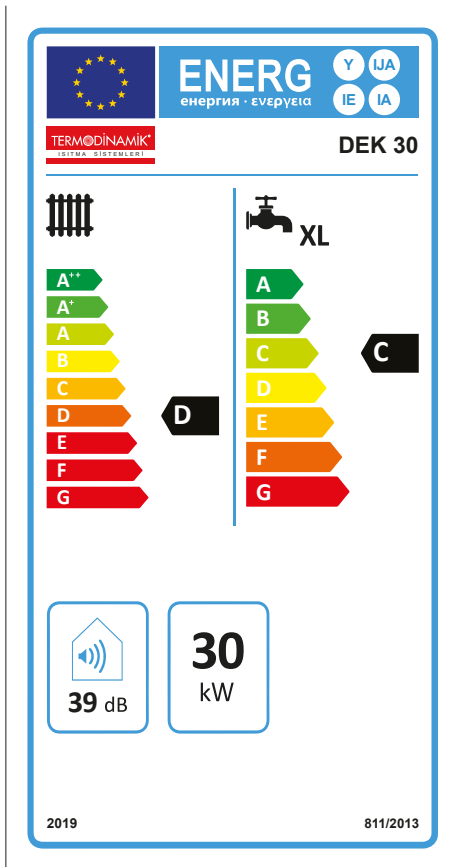 ENERG
енергия · ενεργεια
Y
IJA
IE
IA
TERMODİNAMİK®
ISITMA SİSTEMLERİ
DEK 30
XL
A++
A+
A
B
C
D
E
F
G
D
A
B
C
D
E
F
G
C
39 dB
30
kW
2019
811/2013